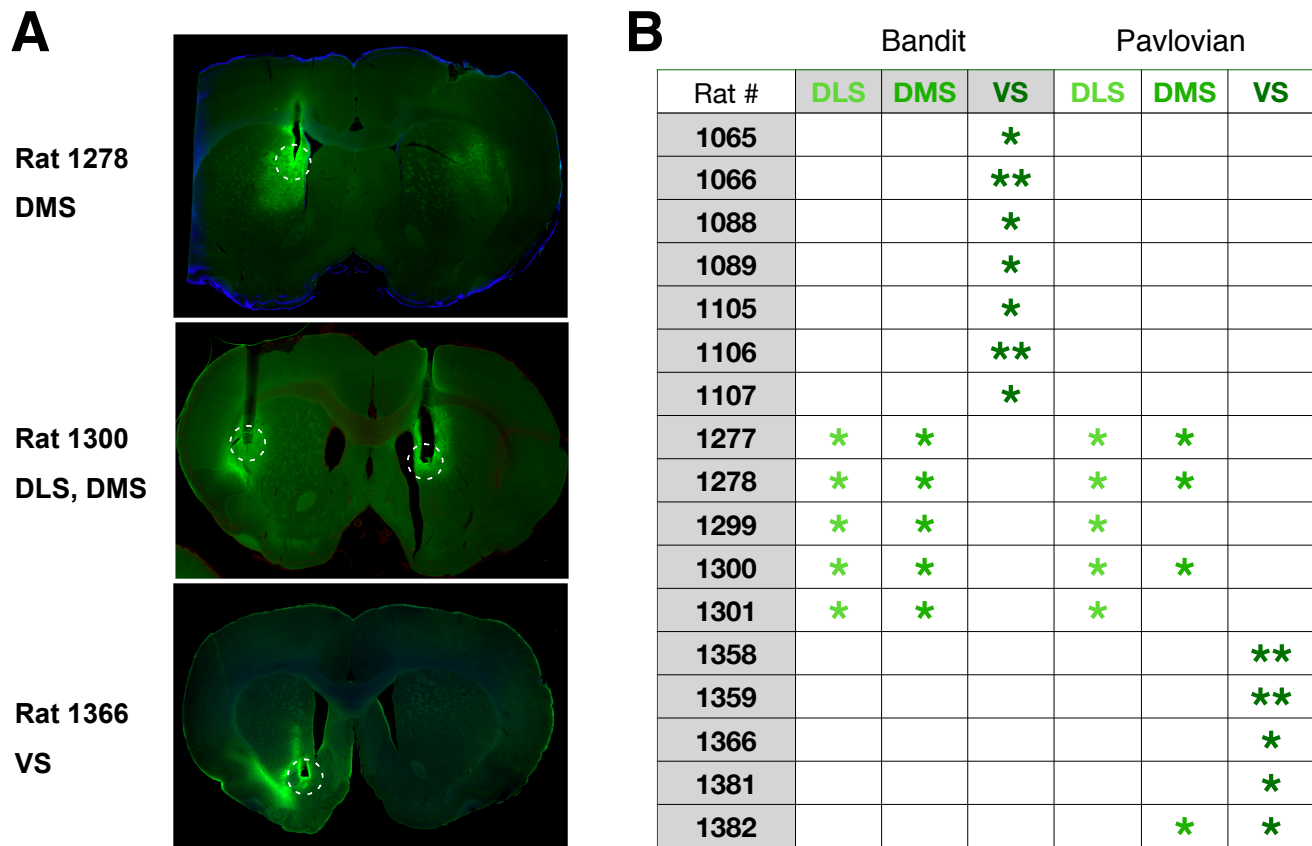 A
Rat 1278
DMS
Rat 1300
DLS, DMS
Rat 1366
VS
B
Bandit Pavlovian
Rat # DLS DMS VS DLS DMS VS
1065 *
1066 **
1088 *
1089 *
1105 *
1106 **
1107 *
1277 * * * *
1278 * * * *
1299 * * *
1300 * * * *
1301 * * *
1358 **
1359 **
1366 *
1381 *
1382 * *